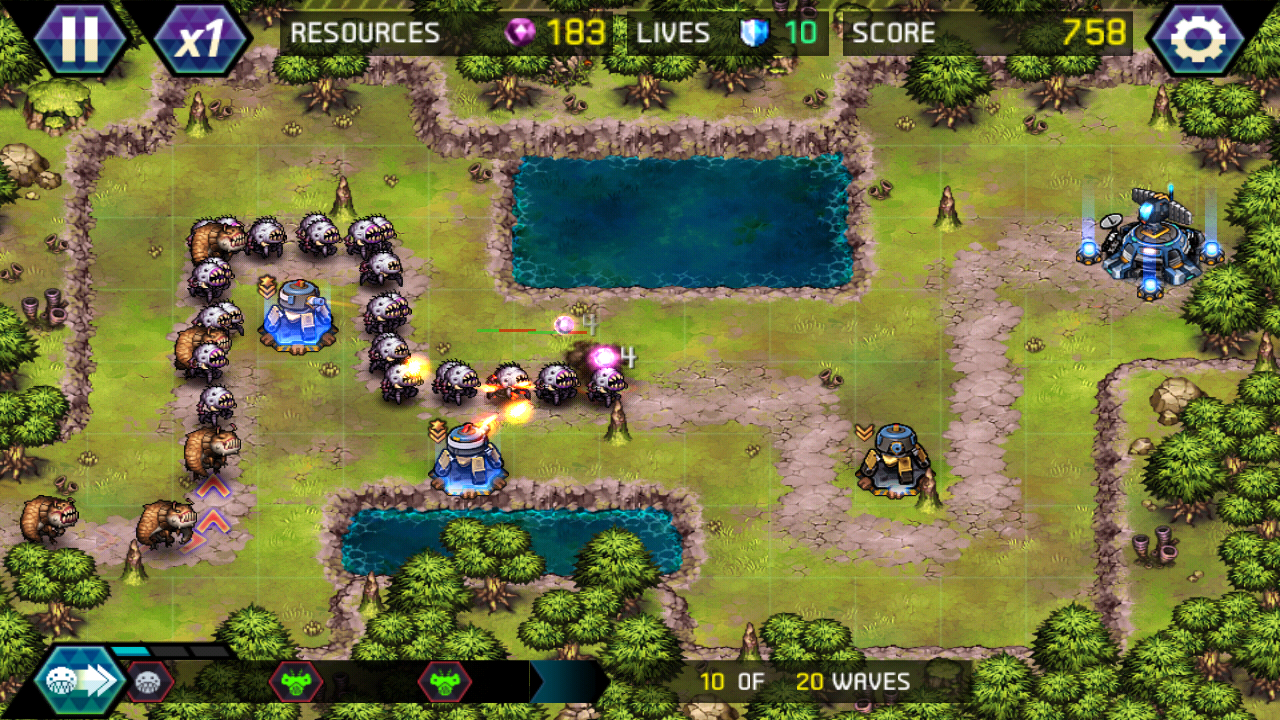 x1
RESOURCES 183
LIVES 10
SCORE 758
4
4
10 OF 20 WAVES